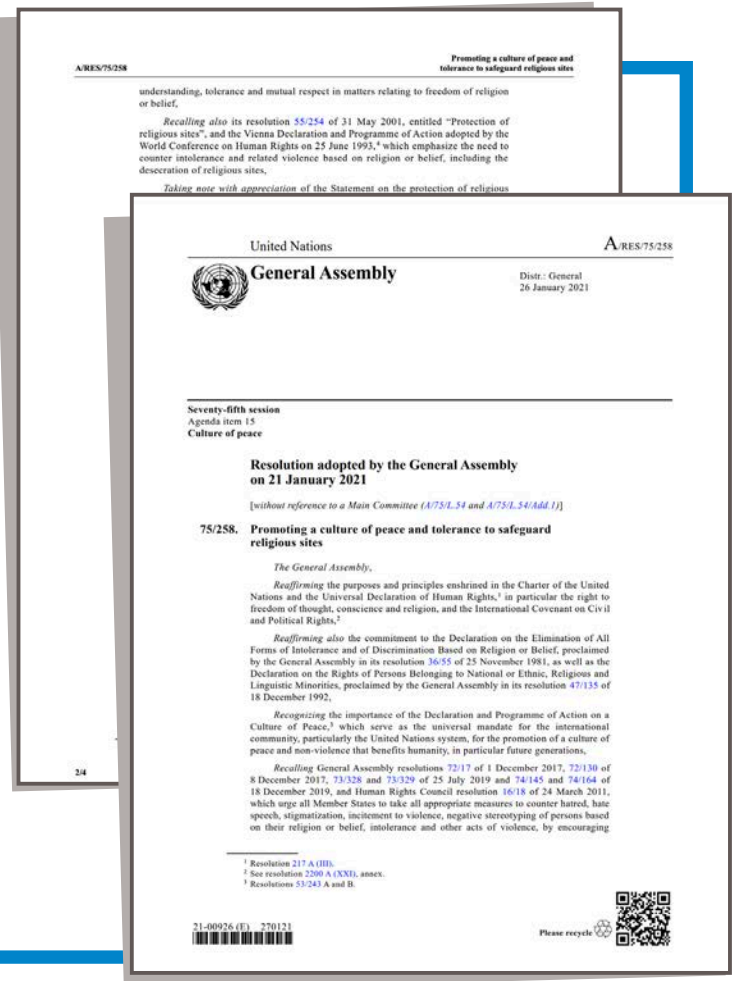 A/RES/75/258
Promoting a culture of peace and
tolerance to safeguard religious sites
understanding, tolerance and mutual respect in matters relating to freedom of religion
or belief,
Recalling also its resolution 55/254 of 31 May 2001, entitled “Protection of
religious sites”, and the Vienna Declaration and Programme of Action adopted by the
World Conference on Human Rights on 25 June 1993,⁴ which emphasize the need to
counter intolerance and related violence based on religion or belief, including the
desecration of religious sites,
Taking note with appreciation of the Statement on the protection of religious
2/4
United Nations
A/RES/75/258
General Assembly
Distr.: General
26 January 2021
Seventy-fifth session
Agenda item 15
Culture of peace
Resolution adopted by the General Assembly
on 21 January 2021
[without reference to a Main Committee (A/75/L.54 and A/75/L.54/Add.1)]
75/258. Promoting a culture of peace and tolerance to safeguard
religious sites
The General Assembly,
Reaffirming the purposes and principles enshrined in the Charter of the United
Nations and the Universal Declaration of Human Rights,¹ in particular the right to
freedom of thought, conscience and religion, and the International Covenant on Civil
and Political Rights,²
Reaffirming also the commitment to the Declaration on the Elimination of All
Forms of Intolerance and of Discrimination Based on Religion or Belief, proclaimed
by the General Assembly in its resolution 36/55 of 25 November 1981, as well as the
Declaration on the Rights of Persons Belonging to National or Ethnic, Religious and
Linguistic Minorities, proclaimed by the General Assembly in its resolution 47/135 of
18 December 1992,
Recognizing the importance of the Declaration and Programme of Action on a
Culture of Peace,³ which serve as the universal mandate for the international
community, particularly the United Nations system, for the promotion of a culture of
peace and non-violence that benefits humanity, in particular future generations,
Recalling General Assembly resolutions 72/17 of 1 December 2017, 72/130 of
8 December 2017, 73/328 and 73/329 of 25 July 2019 and 74/145 and 74/164 of
18 December 2019, and Human Rights Council resolution 16/18 of 24 March 2011,
which urge all Member States to take all appropriate measures to counter hatred, hate
speech, stigmatization, incitement to violence, negative stereotyping of persons based
on their religion or belief, intolerance and other acts of violence, by encouraging
¹ Resolution 217 A (III).
² See resolution 2200 A (XXI), annex.
³ Resolutions 53/243 A and B.
21-00926 (E) 270121
Please recycle